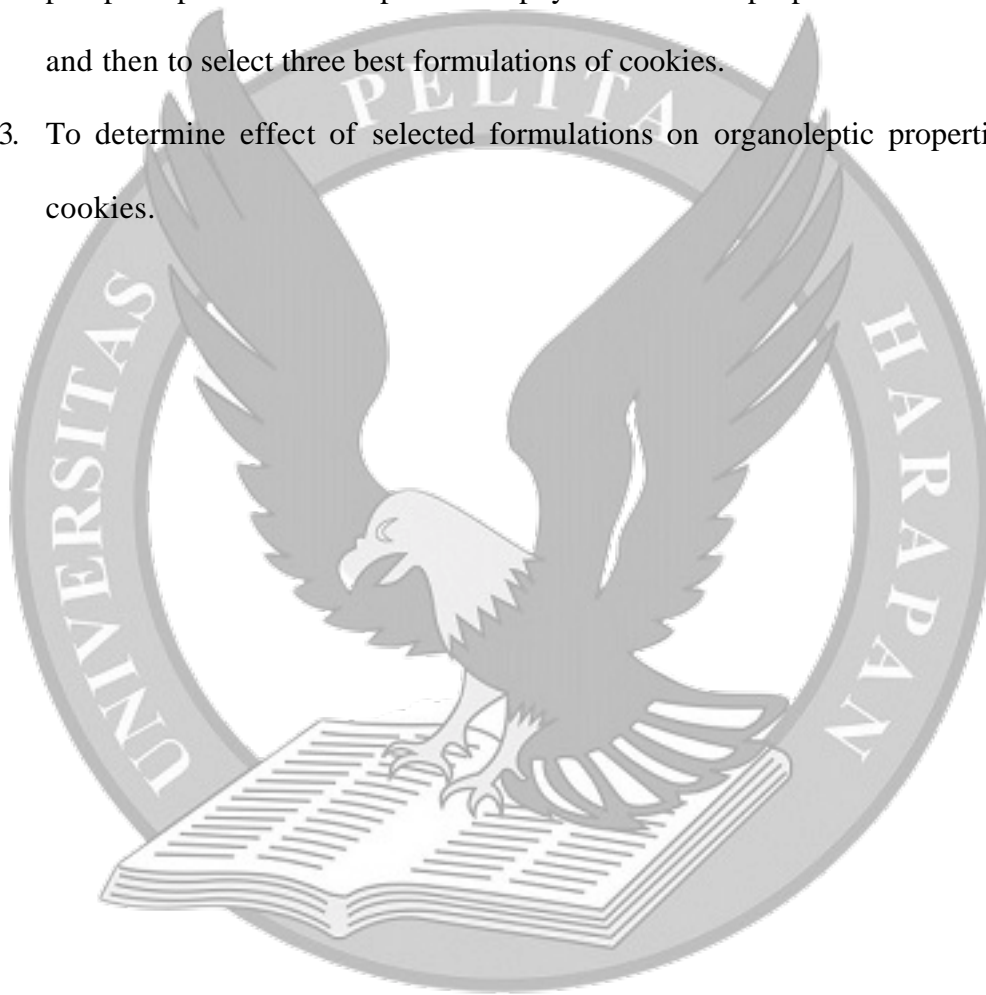 and then to select three best formulations of cookies.
3. To determine effect of selected formulations on organoleptic properti
cookies.
UNIVERSITAS PELITA HARAPAN